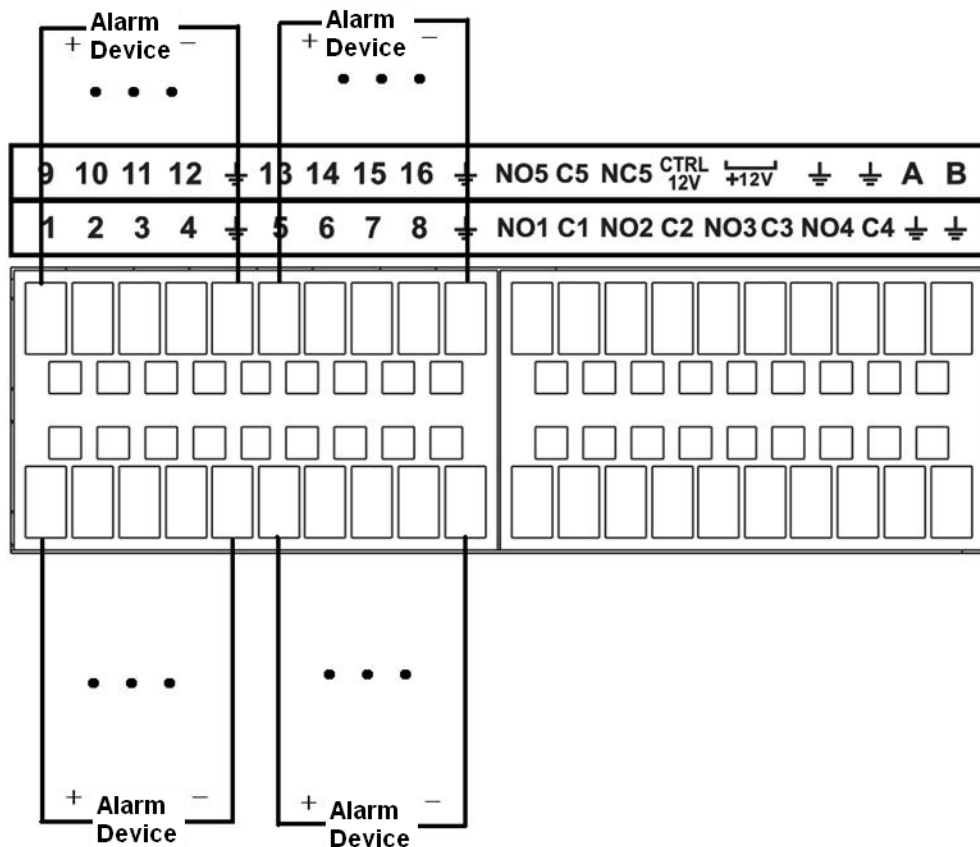 Alarm
Device
+ −
Alarm
Device
+ −
9 10 11 12 ⏚ 13 14 15 16 ⏚ NO5 C5 NC5 CTRL 12V +12V ⏚ ⏚ A B
1 2 3 4 ⏚ 5 6 7 8 ⏚ NO1 C1 NO2 C2 NO3 C3 NO4 C4 ⏚ ⏚
+ −
Alarm
Device
+ −
Alarm
Device